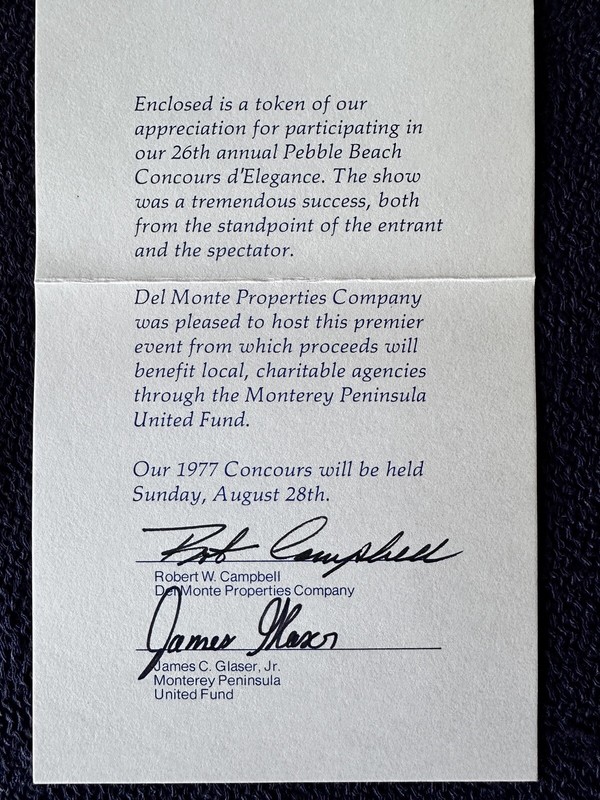 Enclosed is a token of our
appreciation for participating in
our 26th annual Pebble Beach
Concours d'Elegance. The show
was a tremendous success, both
from the standpoint of the entrant
and the spectator.
Del Monte Properties Company
was pleased to host this premier
event from which proceeds will
benefit local, charitable agencies
through the Monterey Peninsula
United Fund.
Our 1977 Concours will be held
Sunday, August 28th.
Bob Campbell
Robert W. Campbell
Del Monte Properties Company
James Glaser
James C. Glaser, Jr.
Monterey Peninsula
United Fund